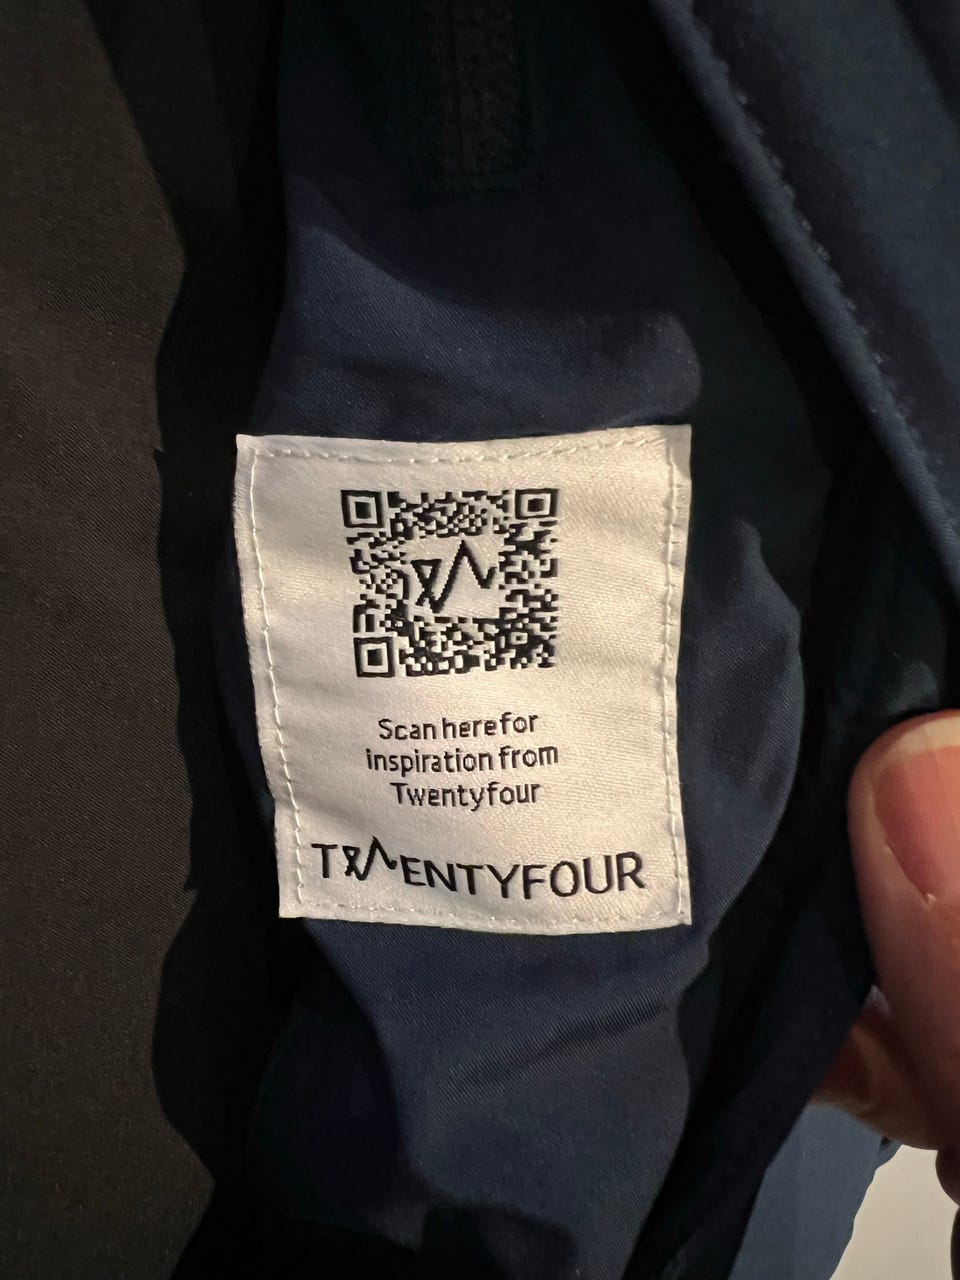 Scan here for
inspiration from
Twentyfour
TWENTYFOUR